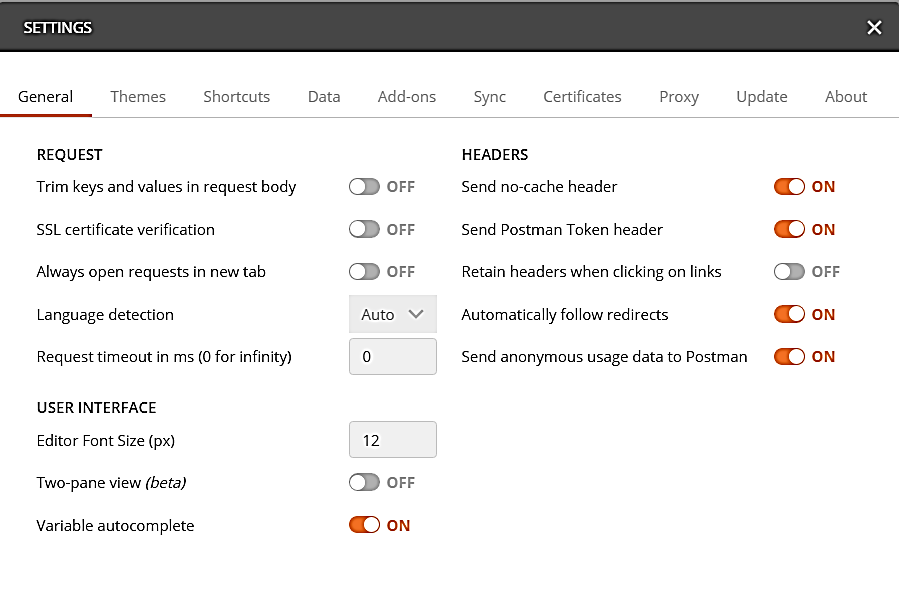 SETTINGS
General Themes Shortcuts Data Add-ons Sync Certificates Proxy Update About
REQUEST
Trim keys and values in request body OFF
SSL certificate verification OFF
Always open requests in new tab OFF
Language detection Auto
Request timeout in ms (0 for infinity) 0
USER INTERFACE
Editor Font Size (px) 12
Two-pane view (beta) OFF
Variable autocomplete ON
HEADERS
Send no-cache header ON
Send Postman Token header ON
Retain headers when clicking on links OFF
Automatically follow redirects ON
Send anonymous usage data to Postman ON